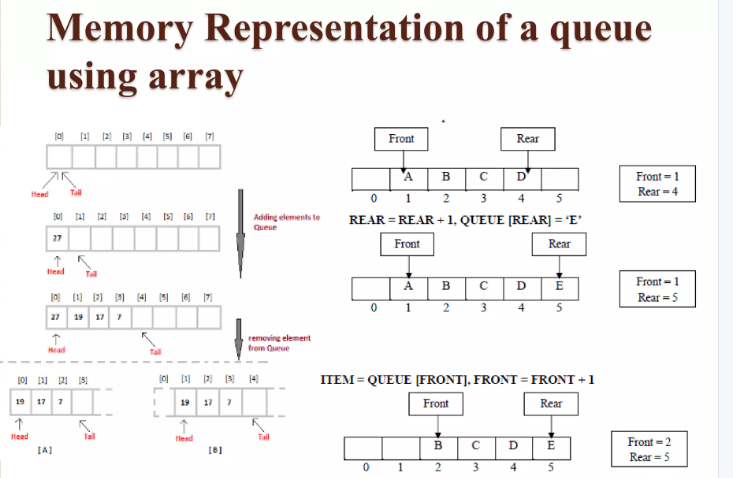 Memory Representation of a queue
using array
[0] [1] [2] [3] [4] [5] [6] [7]
Head Tail
[0] [1] [2] [3] [4] [5] [6] [7]
27
Head Tail
Adding elements to
Queue
[0] [1] [2] [3] [4] [5] [6] [7]
27 19 17 7
Head Tail
removing element
from Queue
[0] [1] [2] [3]
19 17 7
Head Tail
[A]
[0] [1] [2] [3] [4]
19 17 7
Head Tail
[B]
Front Rear
A B C D
0 1 2 3 4 5
Front = 1
Rear = 4
REAR = REAR + 1, QUEUE [REAR] = ‘E’
Front Rear
A B C D E
0 1 2 3 4 5
Front = 1
Rear = 5
ITEM = QUEUE [FRONT], FRONT = FRONT + 1
Front Rear
B C D E
0 1 2 3 4 5
Front = 2
Rear = 5